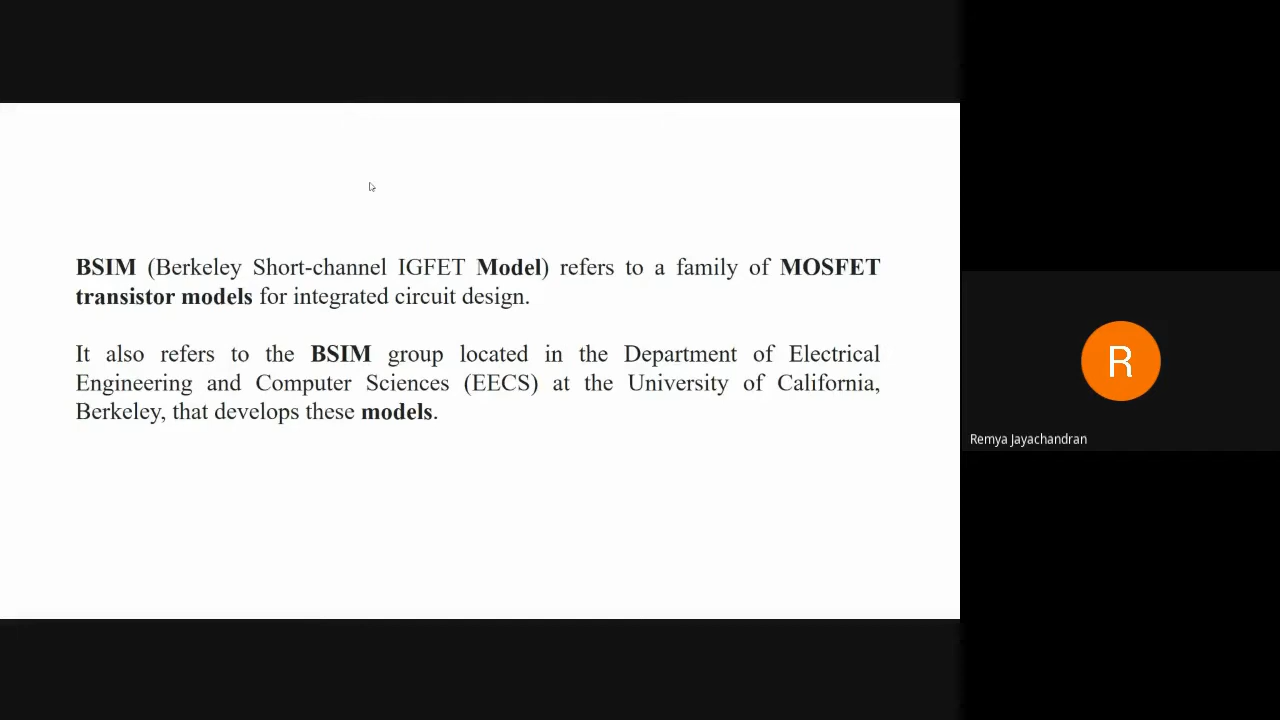 BSIM (Berkeley Short-channel IGFET Model) refers to a family of MOSFET
transistor models for integrated circuit design.
It also refers to the BSIM group located in the Department of Electrical
Engineering and Computer Sciences (EECS) at the University of California,
Berkeley, that develops these models.
R
Remya Jayachandran